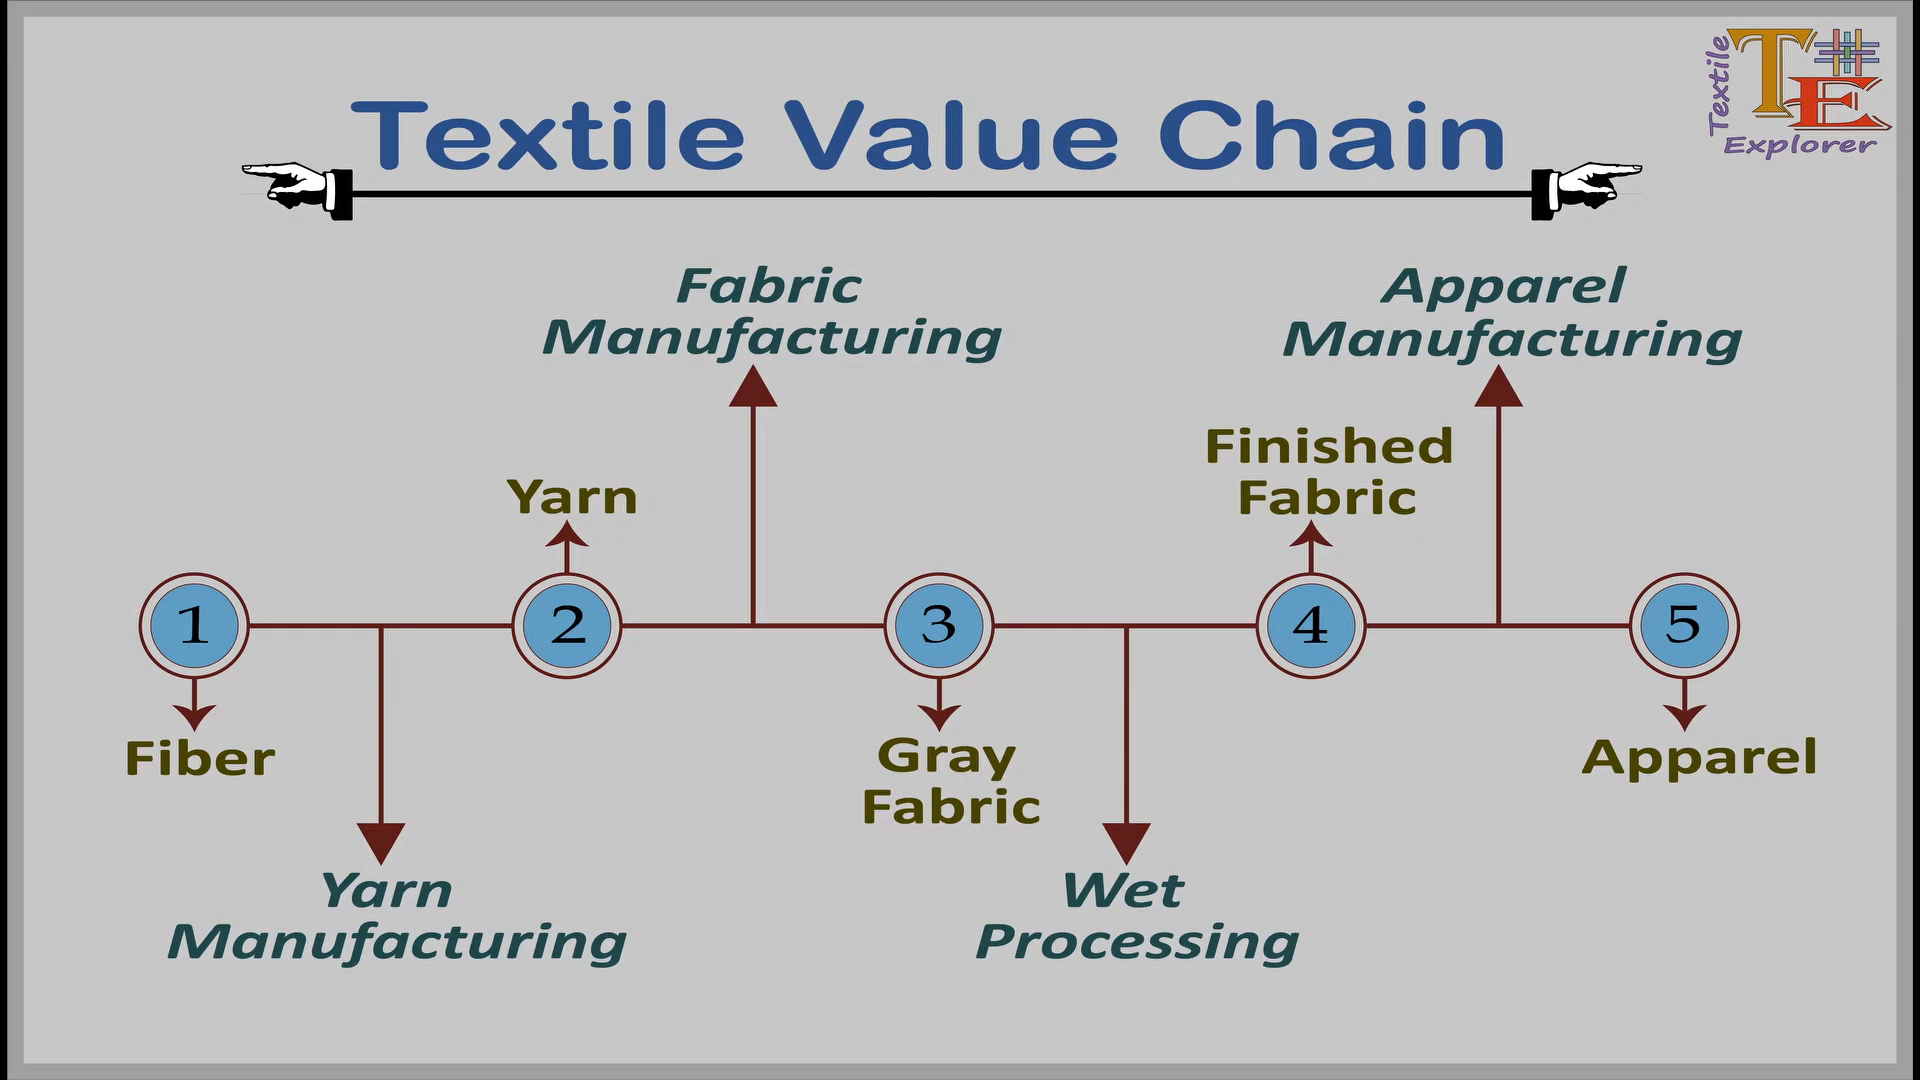 Textile Value Chain
Textile
TE
Explorer
Fabric
Manufacturing
Apparel
Manufacturing
Yarn
Finished
Fabric
1
2
3
4
5
Fiber
Gray
Fabric
Apparel
Yarn
Manufacturing
Wet
Processing